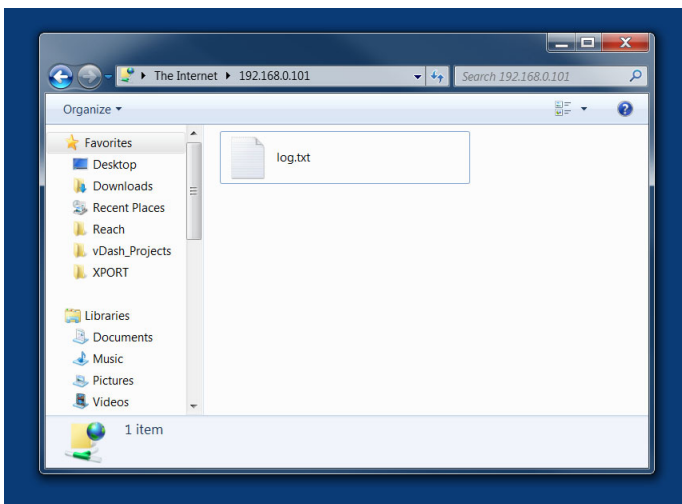 The Internet 192.168.0.101
Search 192.168.0.101
Organize
Favorites
Desktop
Downloads
Recent Places
Reach
vDash_Projects
XPORT
Libraries
Documents
Music
Pictures
Videos
log.txt
1 item